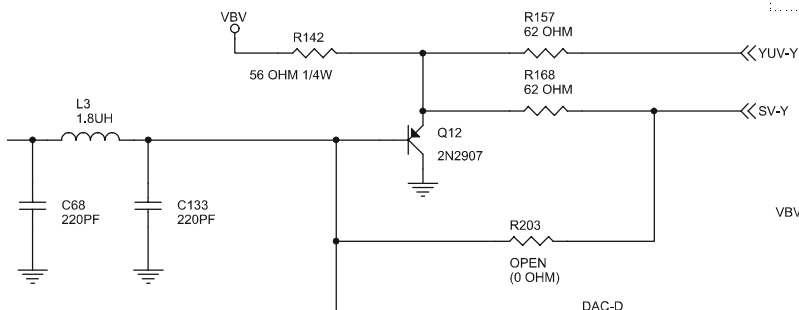 VBV
R142
56 OHM 1/4W
R157
62 OHM
YUV-Y
R168
62 OHM
SV-Y
L3
1.8UH
Q12
2N2907
C68
220PF
C133
220PF
VBV
R203
OPEN
(0 OHM)
DAC-D